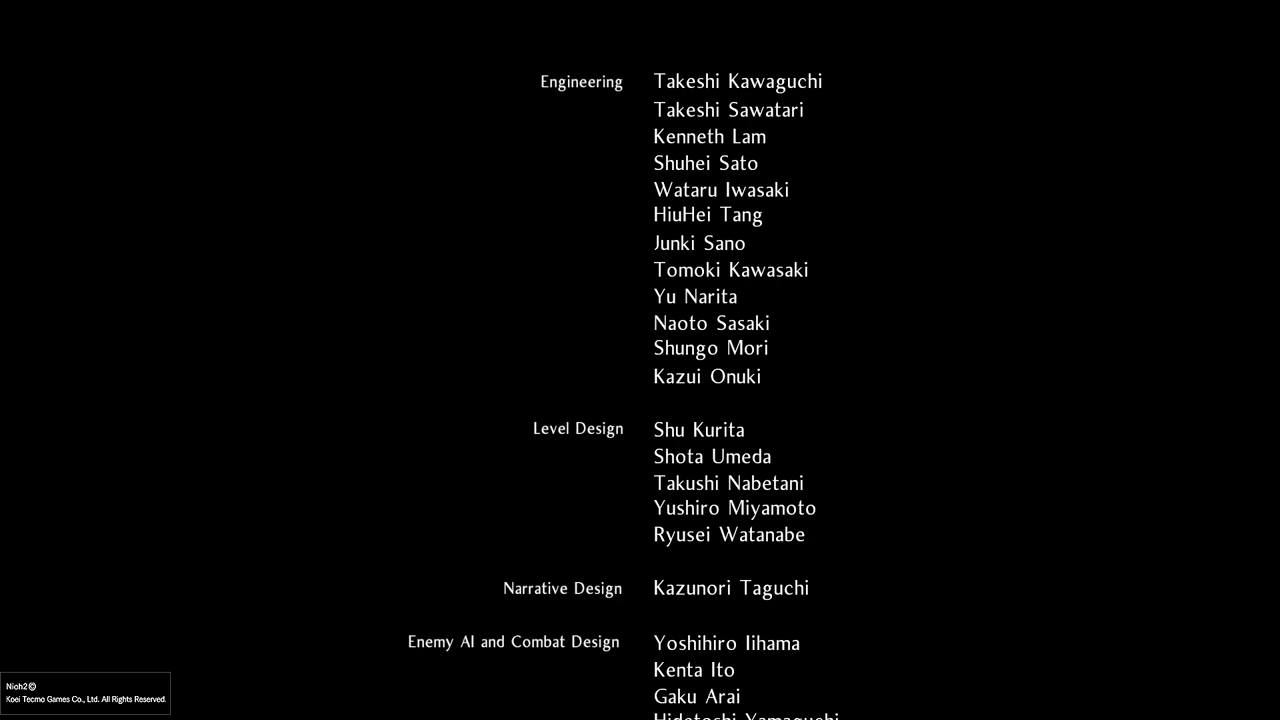 Engineering Takeshi Kawaguchi
Takeshi Sawatari
Kenneth Lam
Shuhei Sato
Wataru Iwasaki
HiuHei Tang
Junki Sano
Tomoki Kawasaki
Yu Narita
Naoto Sasaki
Shungo Mori
Kazui Onuki
Level Design Shu Kurita
Shota Umeda
Takushi Nabetani
Yushiro Miyamoto
Ryusei Watanabe
Narrative Design Kazunori Taguchi
Enemy AI and Combat Design Yoshihiro Iihama
Kenta Ito
Gaku Arai
Hidetoshi Yamaguchi
Nioh2©
Koei Tecmo Games Co., Ltd. All Rights Reserved.